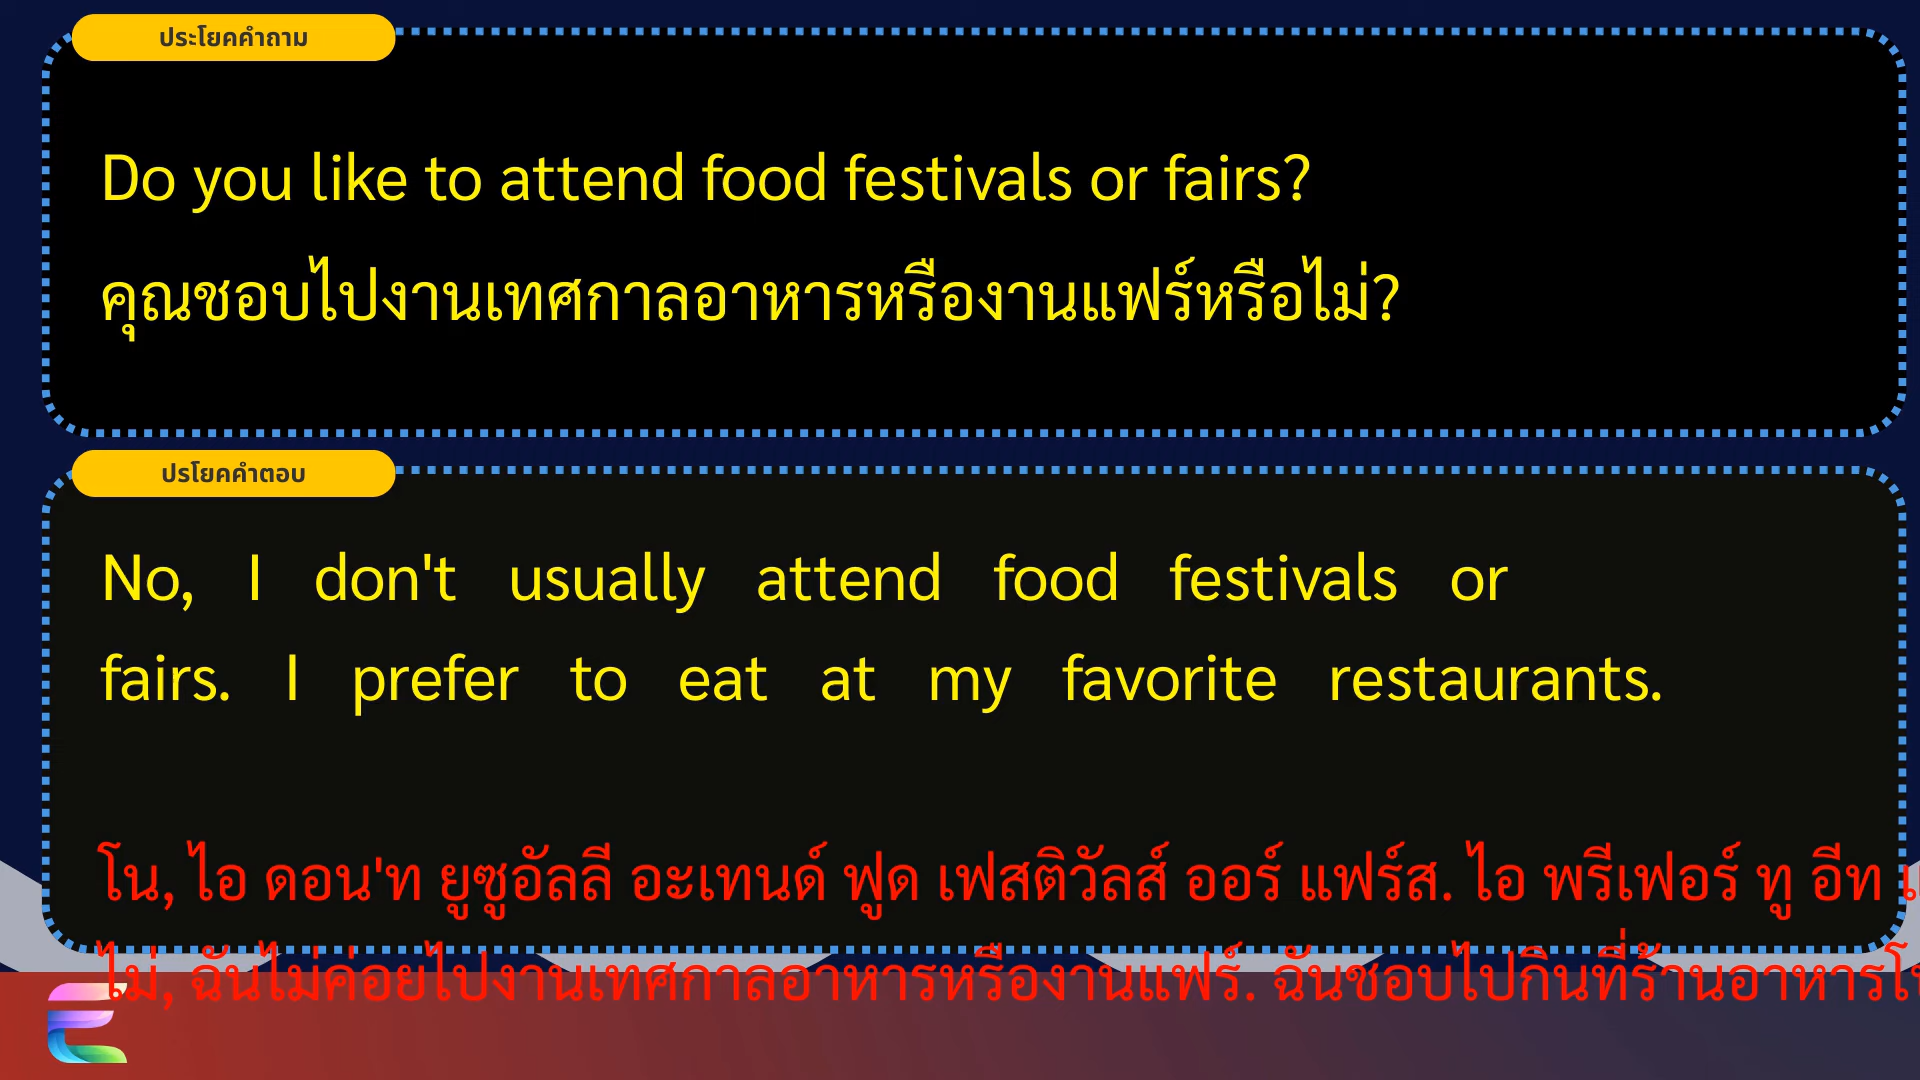 ประโยคคำถาม
Do you like to attend food festivals or fairs?
คุณชอบไปงานเทศกาลอาหารหรืองานแฟร์หรือไม่?
ปรโยคคำตอบ
No, I don't usually attend food festivals or
fairs. I prefer to eat at my favorite restaurants.
โน, ไอ ดอน'ท ยูซูอัลลี อะเทนด์ ฟูด เฟสติวัลส์ ออร์ แฟร์ส. ไอ พรีเฟอร์ ทู อีท
ไม่, ฉันไม่ค่อยไปงานเทศกาลอาหารหรืองานแฟร์. ฉันชอบไปกินที่ร้านอาหาร